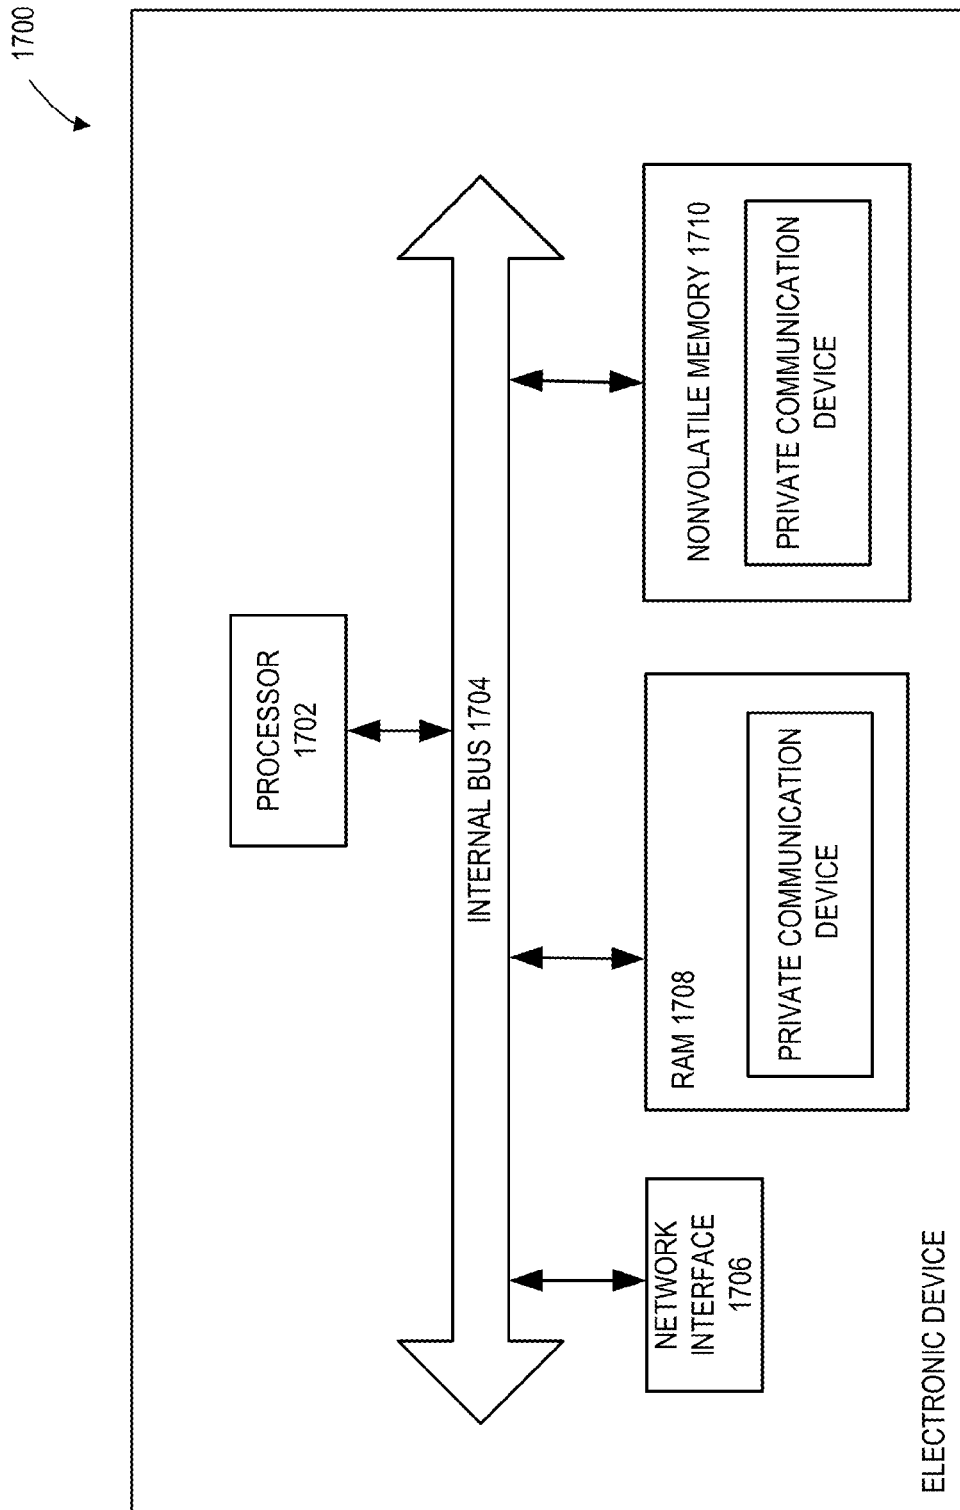 1700
PROCESSOR
1702
INTERNAL BUS 1704
NETWORK
INTERFACE
1706
RAM 1708
PRIVATE COMMUNICATION
DEVICE
NONVOLATILE MEMORY 1710
PRIVATE COMMUNICATION
DEVICE
ELECTRONIC DEVICE